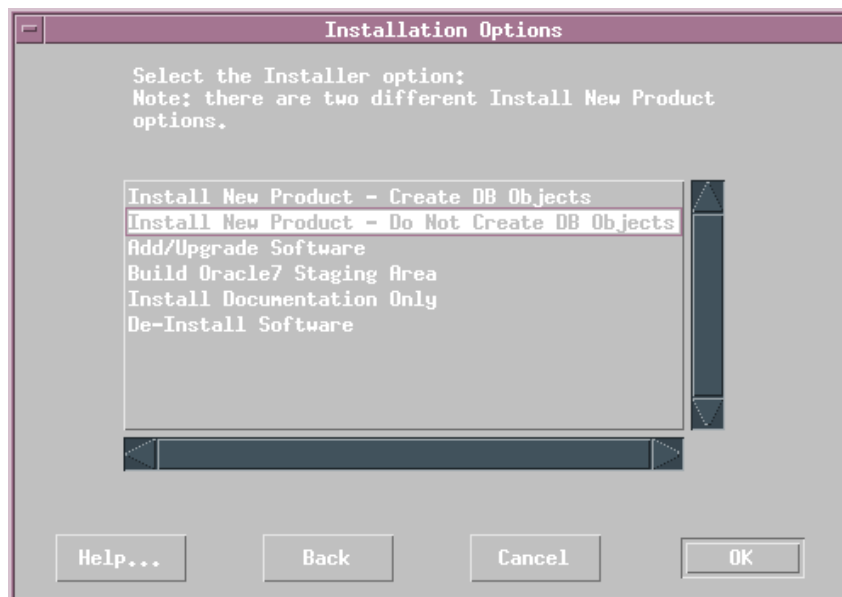 Installation Options
Select the Installer option:
Note: there are two different Install New Product
options.
Install New Product - Create DB Objects
Install New Product - Do Not Create DB Objects
Add/Upgrade Software
Build Oracle7 Staging Area
Install Documentation Only
De-Install Software
Help...
Back
Cancel
OK